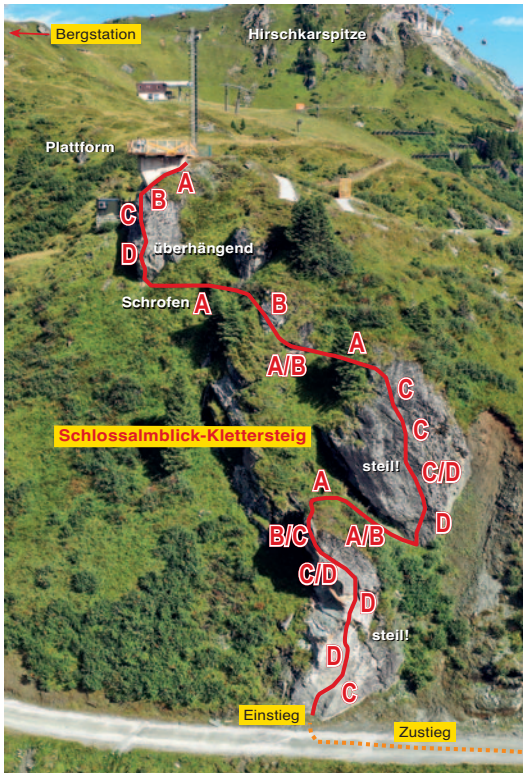 Bergstation
Hirschkarspitze
Plattform
A
B
C
D
überhängend
Schrofen
A
B
A/B
A
C
C
C/D
steil!
D
Schlossalmblick-Klettersteig
A
A/B
B/C
C/D
D
steil!
D
C
Einstieg
Zustieg